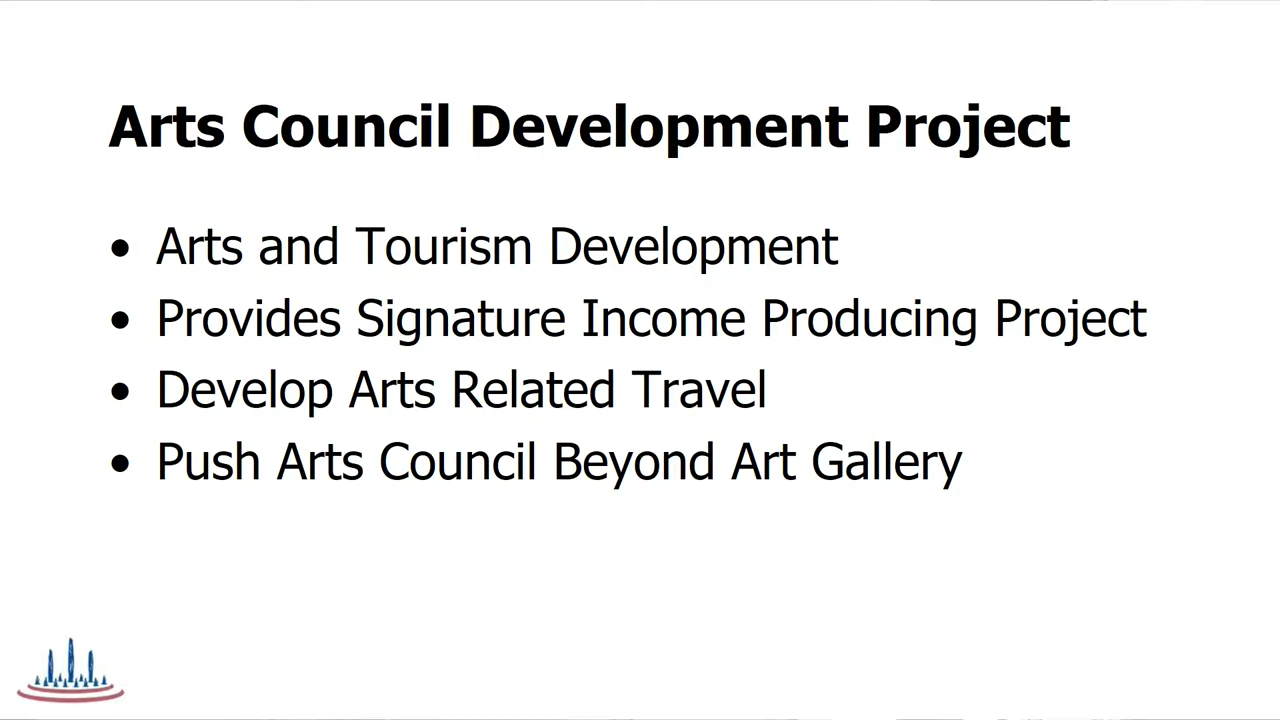 Arts Council Development Project
• Arts and Tourism Development
• Provides Signature Income Producing Project
• Develop Arts Related Travel
• Push Arts Council Beyond Art Gallery